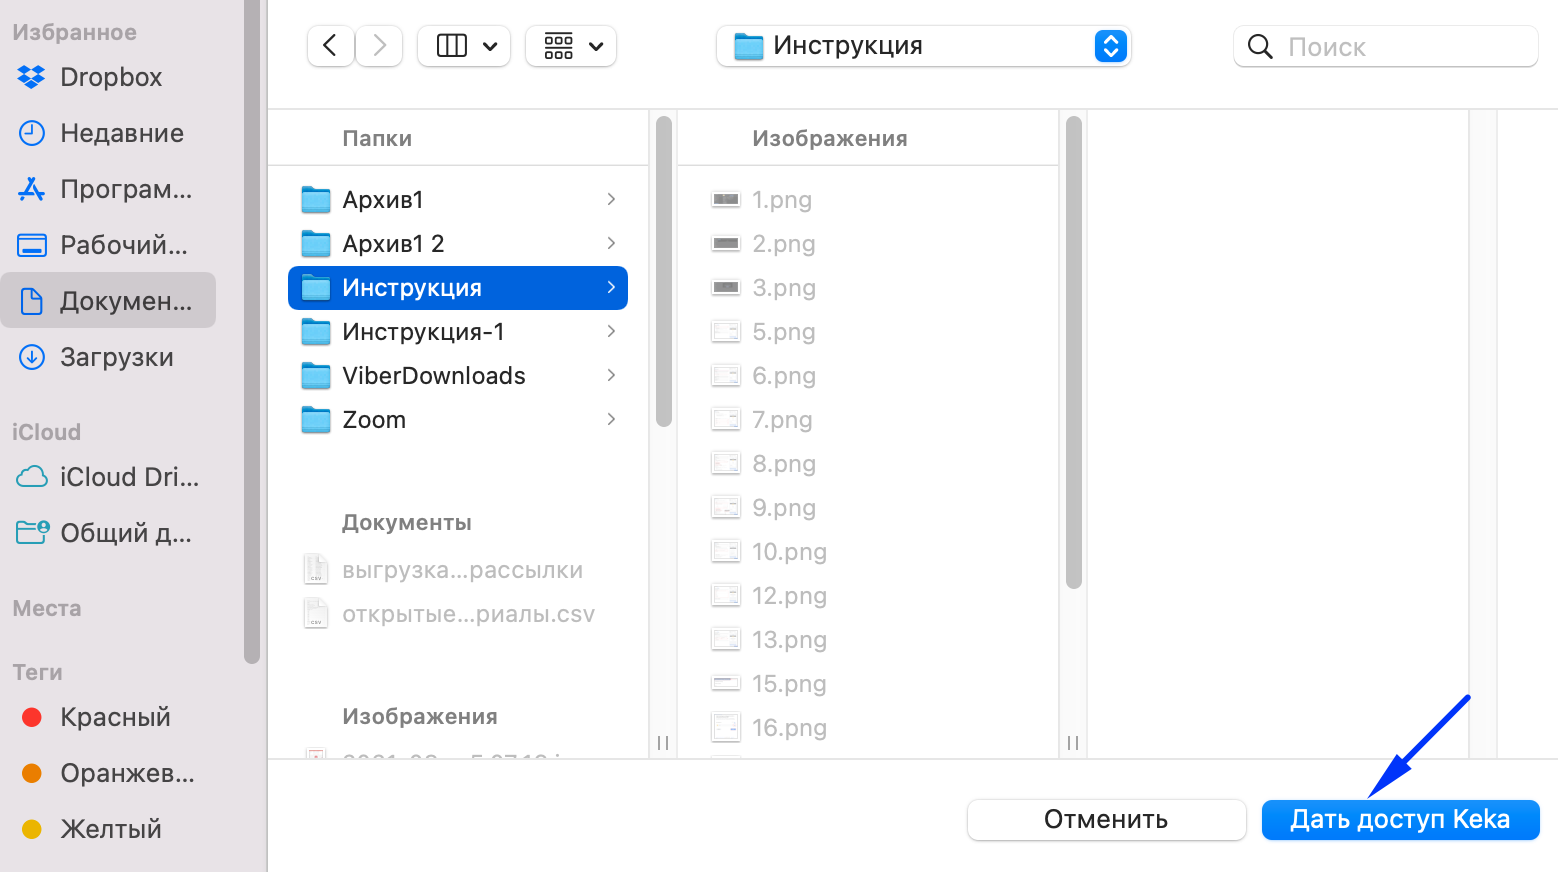 Избранное
Dropbox
Недавние
Програм...
Рабочий...
Докумен...
Загрузки
iCloud
iCloud Dri...
Общий д...
Места
Теги
Красный
Оранжев...
Желтый
Инструкция
Поиск
Папки
Архив1
Архив1 2
Инструкция
Инструкция-1
ViberDownloads
Zoom
Документы
выгрузка...рассылки
открытые...риалы.csv
Изображения
Изображения
1.png
2.png
3.png
5.png
6.png
7.png
8.png
9.png
10.png
12.png
13.png
15.png
16.png
Отменить
Дать доступ Keka